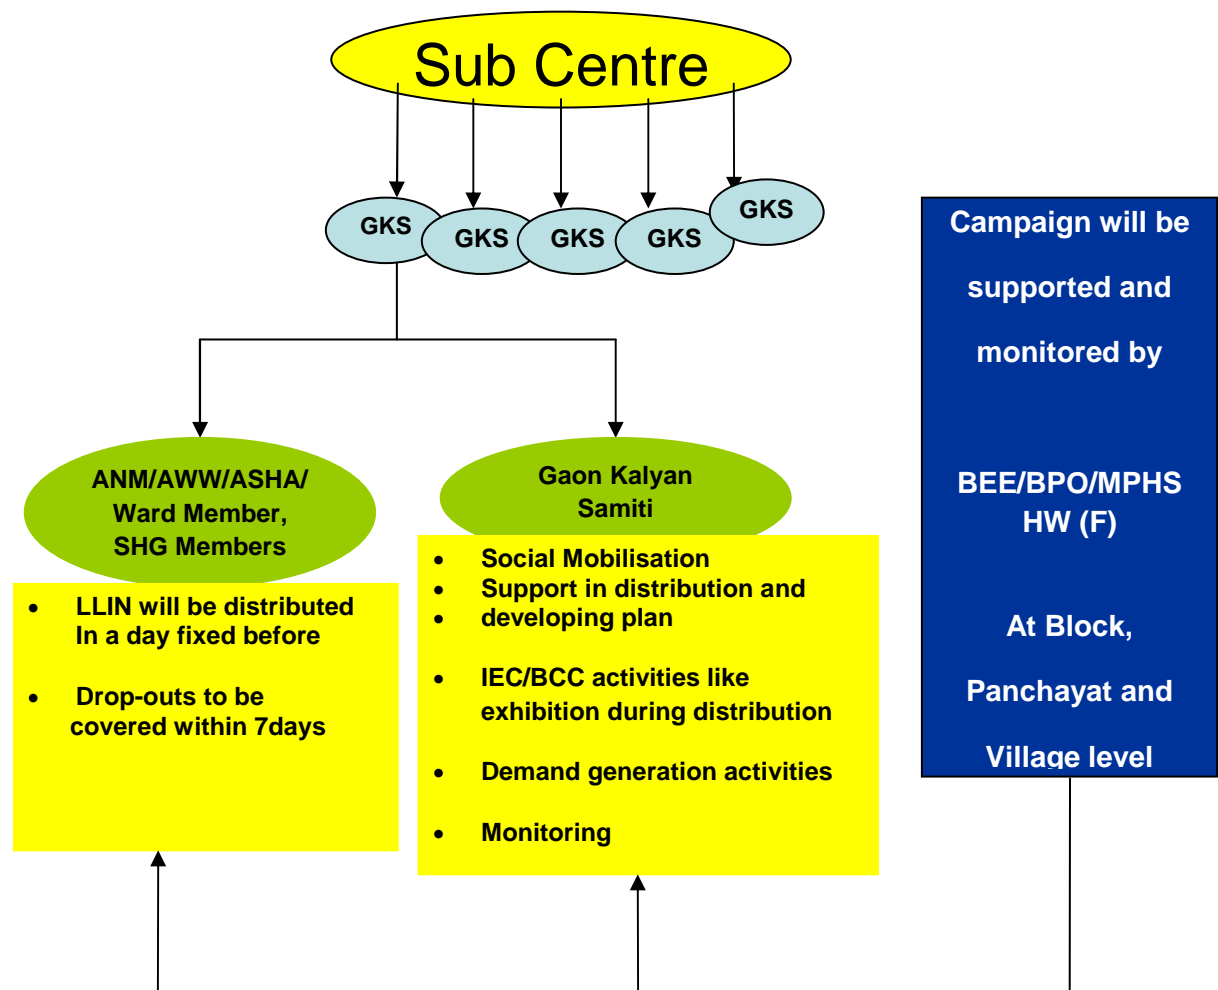 Sub Centre
GKS
GKS
GKS
GKS
GKS
ANM/AWW/ASHA/
Ward Member,
SHG Members
• LLIN will be distributed
In a day fixed before
• Drop-outs to be
covered within 7days
Gaon Kalyan
Samiti
• Social Mobilisation
• Support in distribution and
• developing plan
• IEC/BCC activities like
exhibition during distribution
• Demand generation activities
• Monitoring
Campaign will be
supported and
monitored by
BEE/BPO/MPHS
HW (F)
At Block,
Panchayat and
Village level